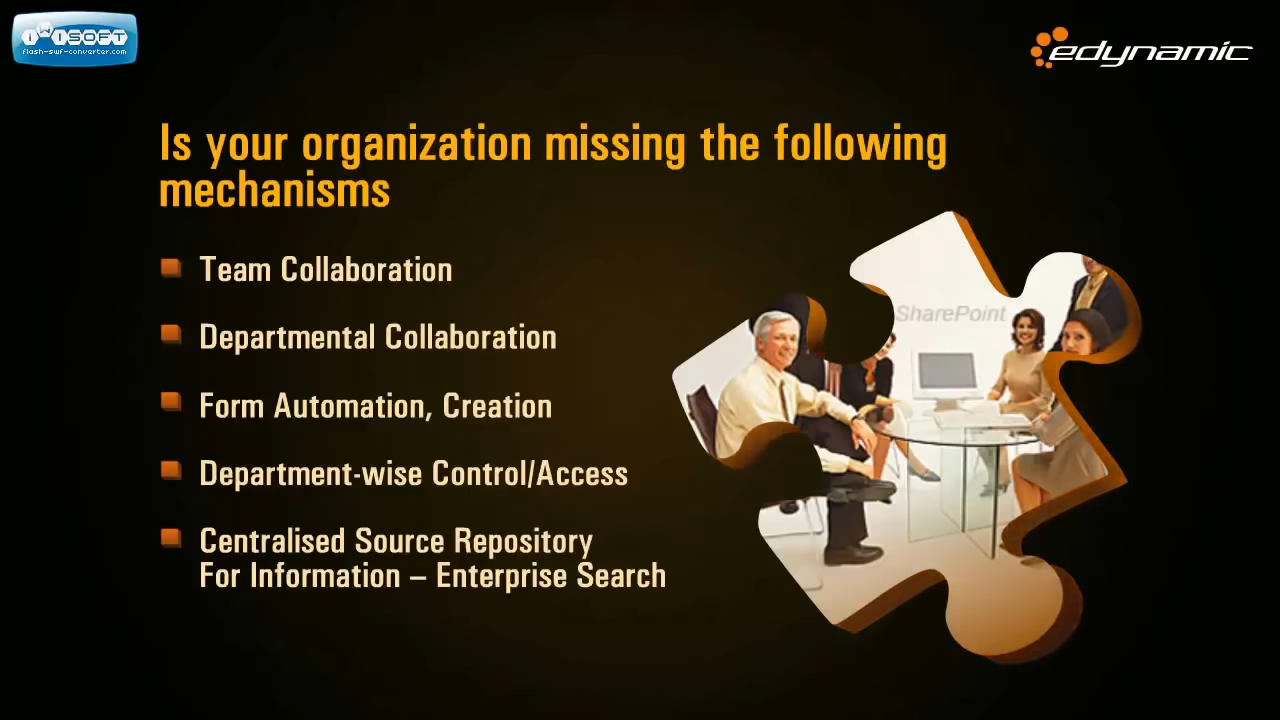 iWiSOFT
flash-swf-converter.com
edynamic
Is your organization missing the following
mechanisms
Team Collaboration
Departmental Collaboration
Form Automation, Creation
Department-wise Control/Access
Centralised Source Repository
For Information – Enterprise Search
SharePoint